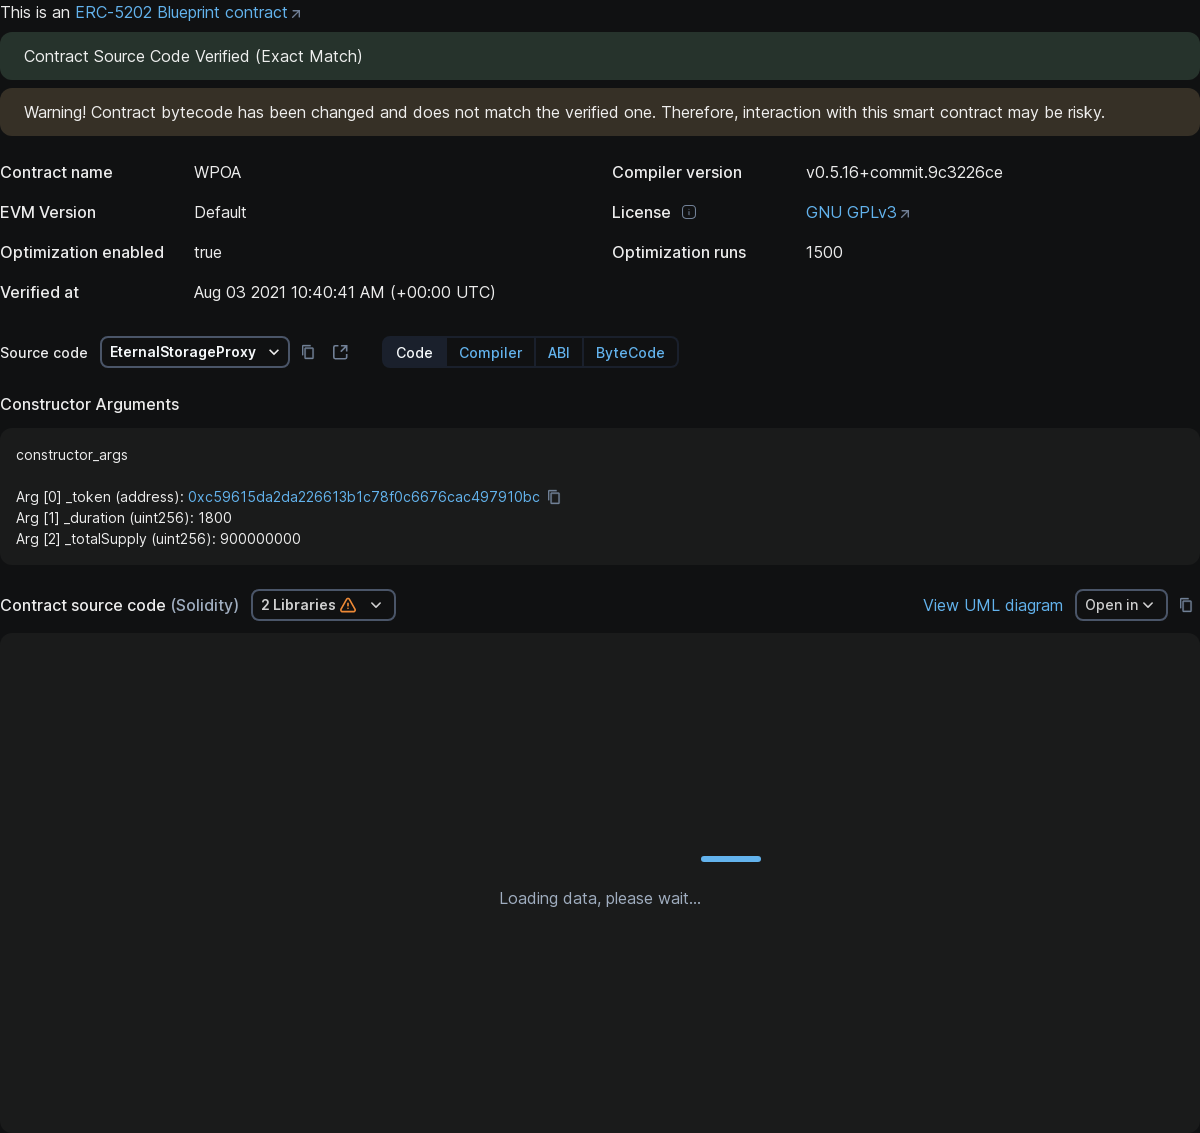 This is an ERC-5202 Blueprint contract
Contract Source Code Verified (Exact Match)
Warning! Contract bytecode has been changed and does not match the verified one. Therefore, interaction with this smart contract may be risky.
Contract name WPOA Compiler version v0.5.16+commit.9c3226ce
EVM Version Default License GNU GPLv3
Optimization enabled true Optimization runs 1500
Verified at Aug 03 2021 10:40:41 AM (+00:00 UTC)
Source code EternalStorageProxy Code Compiler ABI ByteCode
Constructor Arguments
constructor_args
Arg [0] _token (address): 0xc59615da2da226613b1c78f0c6676cac497910bc
Arg [1] _duration (uint256): 1800
Arg [2] _totalSupply (uint256): 900000000
Contract source code (Solidity) 2 Libraries View UML diagram Open in
Loading data, please wait...